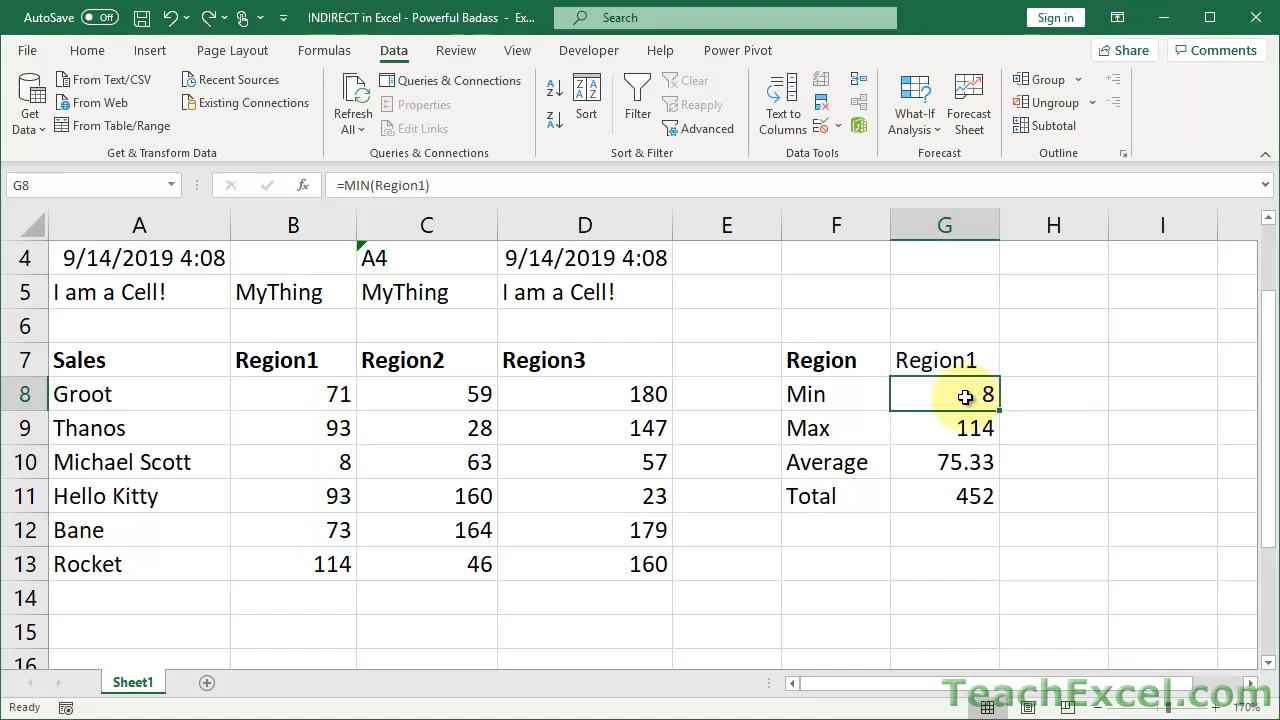 AutoSave Off INDIRECT in Excel - Powerful Badass - Ex... Search Sign in
File Home Insert Page Layout Formulas Data Review View Developer Help Power Pivot Share Comments
Get Data From Text/CSV From Web From Table/Range Recent Sources Existing Connections
Refresh All Queries & Connections Properties Edit Links
Sort Filter Clear Reapply Advanced
Text to Columns
What-If Analysis Forecast Sheet
Group Ungroup Subtotal
Get & Transform Data Queries & Connections Sort & Filter Data Tools Forecast Outline
G8 fx =MIN(Region1)
A B C D E F G H I
4 9/14/2019 4:08 A4 9/14/2019 4:08
5 I am a Cell! MyThing MyThing I am a Cell!
6
7 Sales Region1 Region2 Region3 Region Region1
8 Groot 71 59 180 Min 8
9 Thanos 93 28 147 Max 114
10 Michael Scott 8 63 57 Average 75.33
11 Hello Kitty 93 160 23 Total 452
12 Bane 73 164 179
13 Rocket 114 46 160
14
15
16
Sheet1
TeachExcel.com
Ready 170%